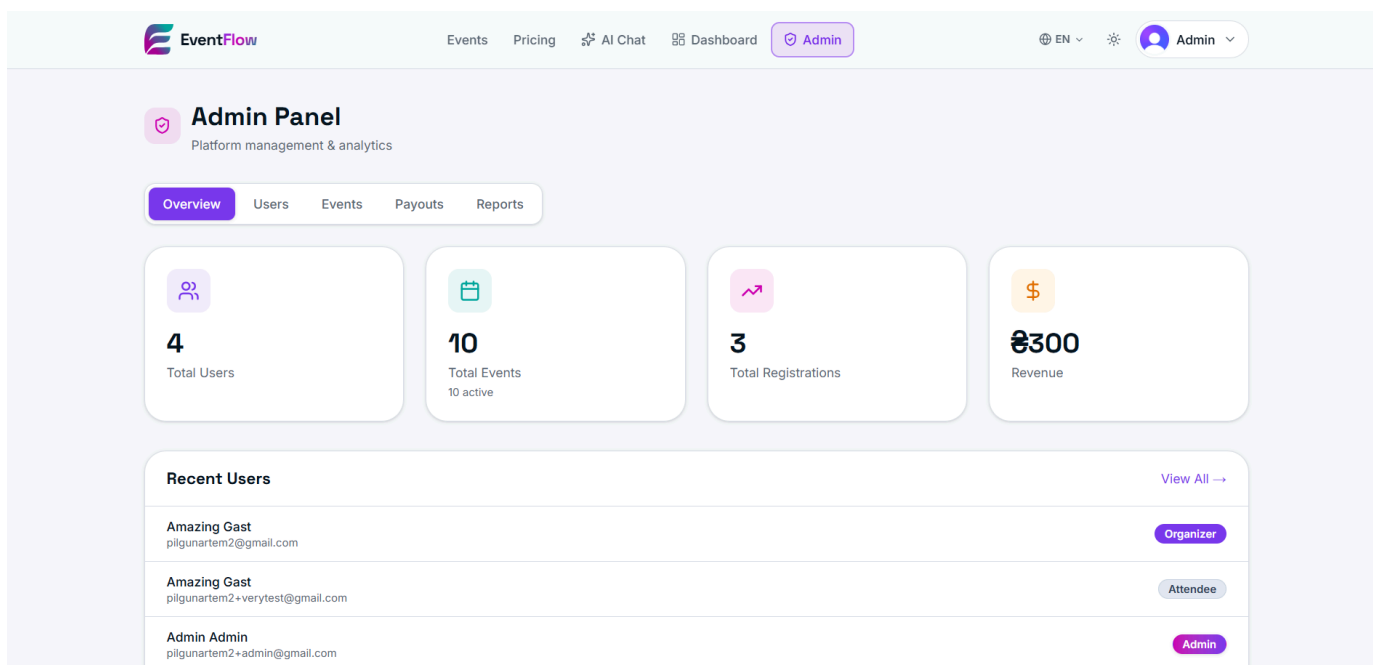 EventFlow
Events Pricing AI Chat Dashboard Admin
EN
Admin
Admin Panel
Platform management & analytics
Overview Users Events Payouts Reports
4
Total Users
10
Total Events
10 active
3
Total Registrations
₴300
Revenue
Recent Users
View All →
Amazing Gast
pilgunartem2@gmail.com
Organizer
Amazing Gast
pilgunartem2+verytest@gmail.com
Attendee
Admin Admin
pilgunartem2+admin@gmail.com
Admin